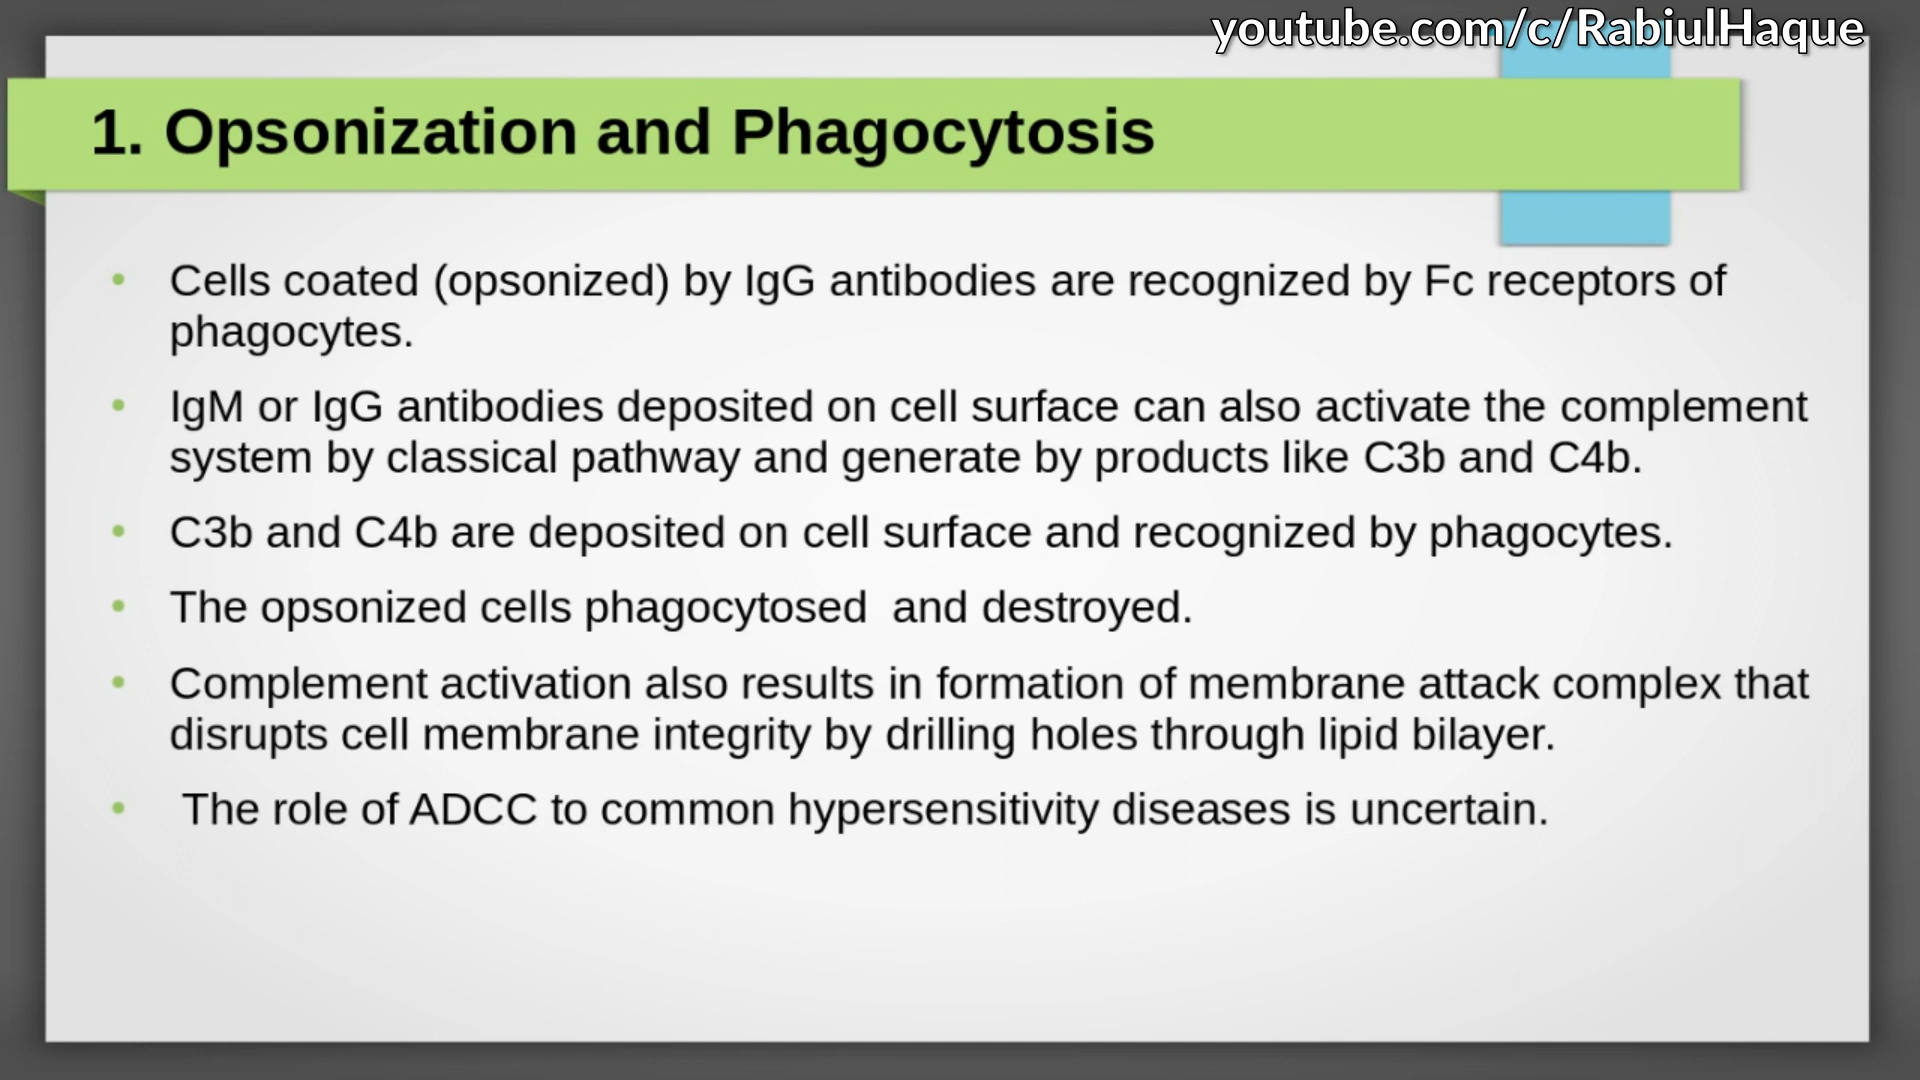 youtube.com/c/RabiulHaque
1. Opsonization and Phagocytosis
• Cells coated (opsonized) by IgG antibodies are recognized by Fc receptors of
phagocytes.
• IgM or IgG antibodies deposited on cell surface can also activate the complement
system by classical pathway and generate by products like C3b and C4b.
• C3b and C4b are deposited on cell surface and recognized by phagocytes.
• The opsonized cells phagocytosed  and destroyed.
• Complement activation also results in formation of membrane attack complex that
disrupts cell membrane integrity by drilling holes through lipid bilayer.
• The role of ADCC to common hypersensitivity diseases is uncertain.